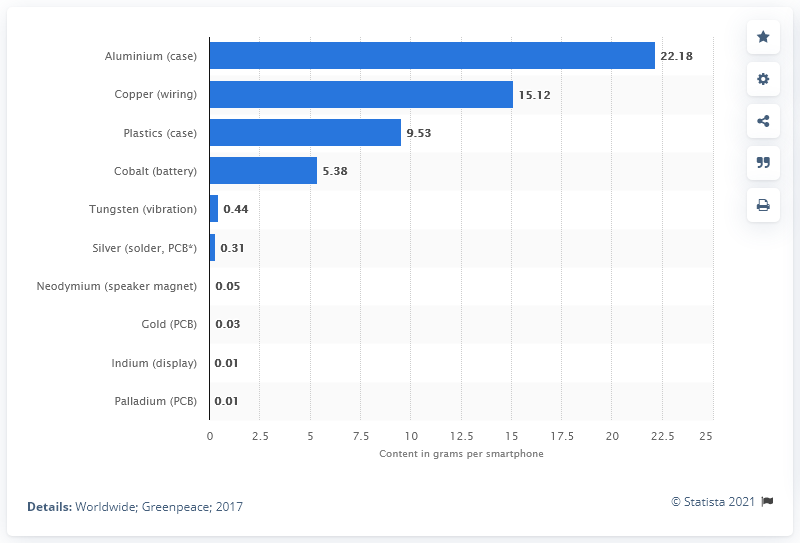 Aluminium (case) 22.18
Copper (wiring) 15.12
Plastics (case) 9.53
Cobalt (battery) 5.38
Tungsten (vibration) 0.44
Silver (solder, PCB*) 0.31
Neodymium (speaker magnet) 0.05
Gold (PCB) 0.03
Indium (display) 0.01
Palladium (PCB) 0.01
0 2.5 5 7.5 10 12.5 15 17.5 20 22.5 25
Content in grams per smartphone
Details: Worldwide; Greenpeace; 2017
© Statista 2021